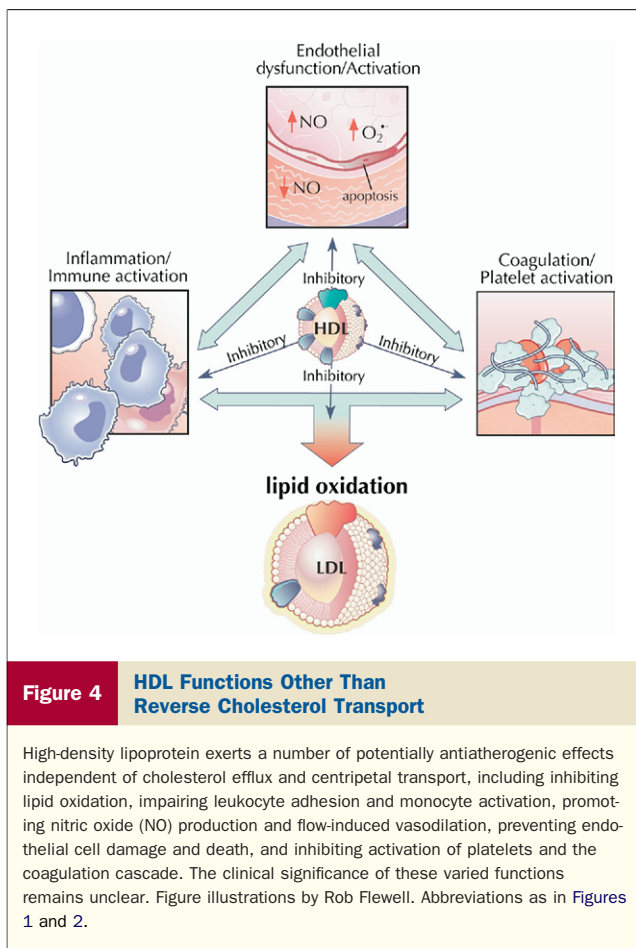 Endothelial
dysfunction/Activation
↑NO
↑O₂•-
↓NO
apoptosis
Inflammation/
Immune activation
Coagulation/
Platelet activation
Inhibitory
HDL
Inhibitory
Inhibitory
Inhibitory
lipid oxidation
LDL
Figure 4
HDL Functions Other Than
Reverse Cholesterol Transport
High-density lipoprotein exerts a number of potentially antiatherogenic effects
independent of cholesterol efflux and centripetal transport, including inhibiting
lipid oxidation, impairing leukocyte adhesion and monocyte activation, promot-
ing nitric oxide (NO) production and flow-induced vasodilation, preventing endo-
thelial cell damage and death, and inhibiting activation of platelets and the
coagulation cascade. The clinical significance of these varied functions
remains unclear. Figure illustrations by Rob Flewell. Abbreviations as in Figures
1 and 2.